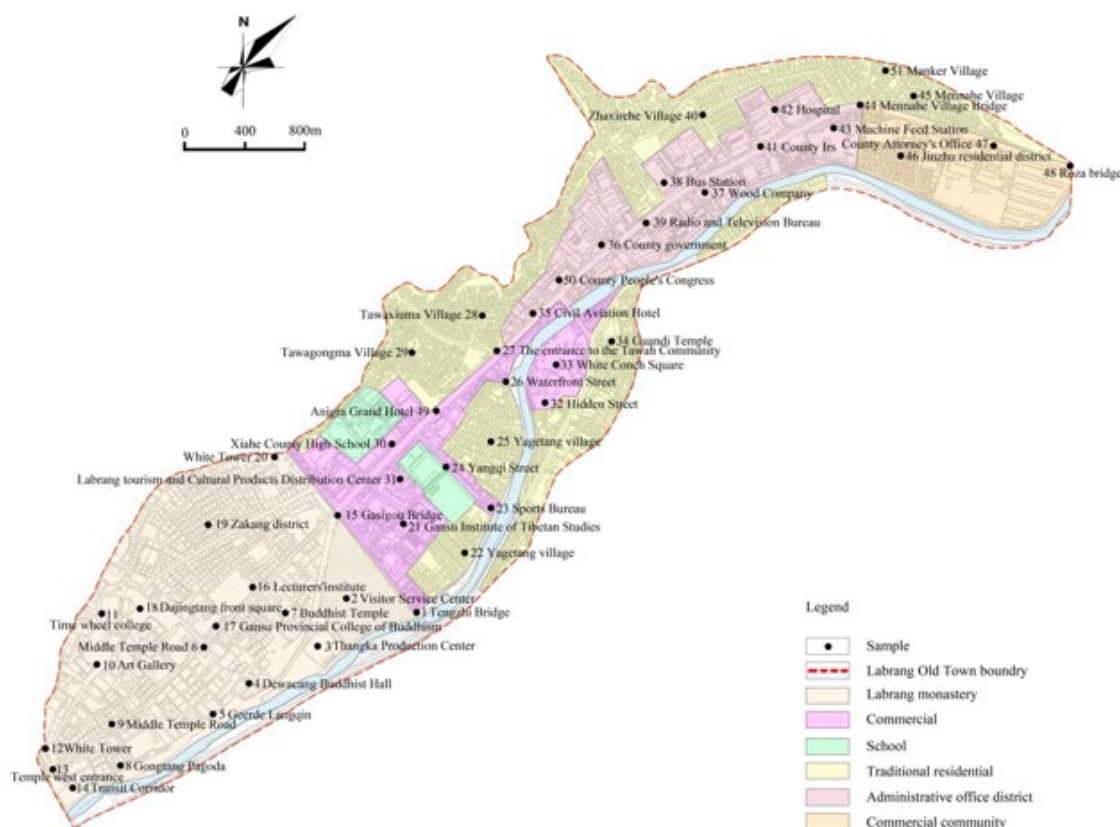 N
0 400 800m
51 Manker Village
45 Mennahe Village
44 Mennahe Village Bridge
42 Hospital
Zhaxirehe Village 40
43 Machine Feed Station
County Attorney's Office 47
41 County Irs
46 Jinzhu residential district
48 Roza bridge
38 Bus Station
37 Wood Company
39 Radio and Television Bureau
36 County government
50 County People's Congress
Tawaxiuma Village 28
35 Civil Aviation Hotel
34 Guandi Temple
Tawagongma Village 29
27 The entrance to the Tawah Community
33 White Conch Square
26 Waterfront Street
32 Hidden Street
Anigra Grand Hotel 49
Xiahe County High School 30
25 Yagetang village
White Tower 20
24 Yangqi Street
Labrang tourism and Cultural Products Distribution Center 31
23 Sports Bureau
15 Gasigou Bridge
19 Zakang district
21 Gansu Institute of Tibetan Studies
22 Yagetang village
16 Lecturers'institute
2 Visitor Service Center
18 Dajingtang front square
7 Buddhist Temple
1 Tengzhi Bridge
11
Time wheel college
17 Gansu Provincial College of Buddhism
Middle Temple Road 6
3 Thangka Production Center
10 Art Gallery
4 Dewacang Buddhist Hall
5 Geerde Langqin
9 Middle Temple Road
12White Tower
13
Temple west entrance
8 Gongtang Pagoda
14 Transit Corridor
Legend
Sample
Labrang Old Town boundry
Labrang monastery
Commercial
School
Traditional residential
Administrative office district
Commercial community